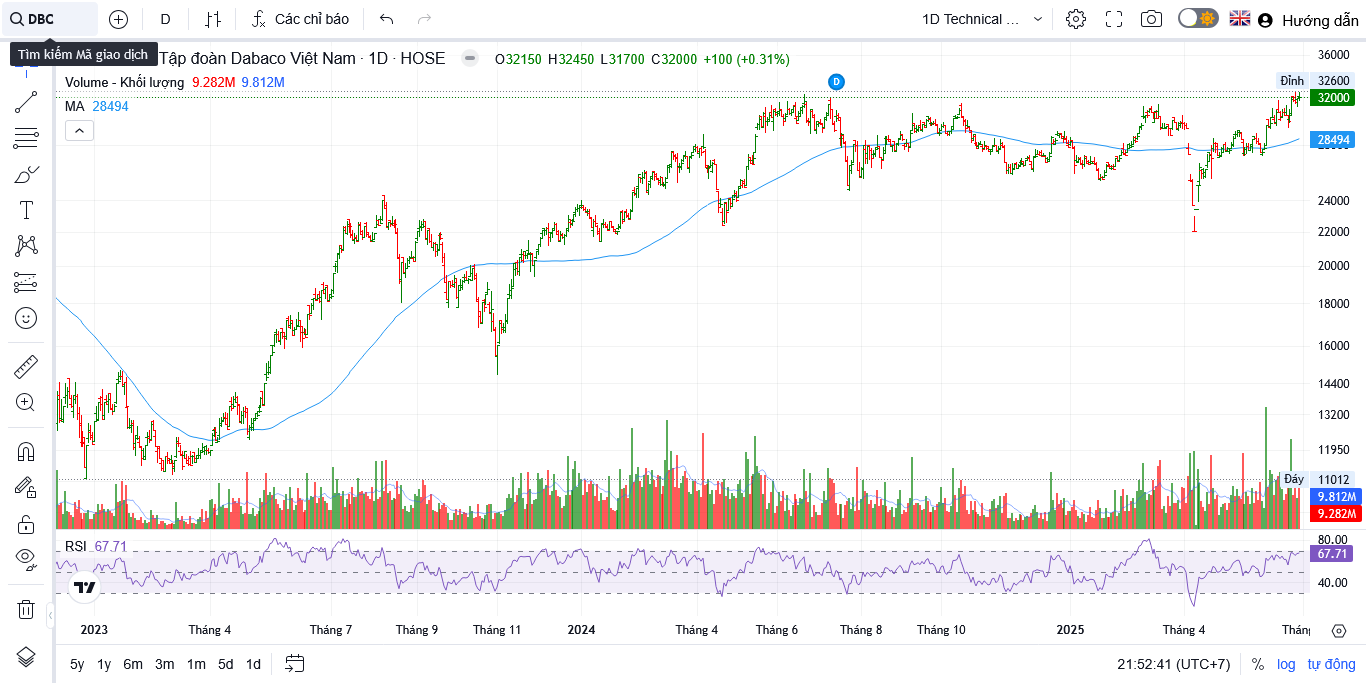 DBC
D
Các chỉ báo
1D Technical ...
Hướng dẫn
Tìm kiếm Mã giao dịch
Tập đoàn Dabaco Việt Nam · 1D · HOSE
O32150 H32450 L31700 C32000 +100 (+0.31%)
Volume - Khối lượng 9.282M 9.812M
MA 28494
D
36000
Đỉnh 32600
32000
28494
24000
22000
20000
18000
16000
14400
13200
11950
Đáy 11012
9.812M
9.282M
RSI 67.71
80.00
67.71
40.00
2023 Tháng 4 Tháng 7 Tháng 9 Tháng 11 2024 Tháng 4 Tháng 6 Tháng 8 Tháng 10 2025 Tháng 4
5y 1y 6m 3m 1m 5d 1d
21:52:41 (UTC+7) % log tự động